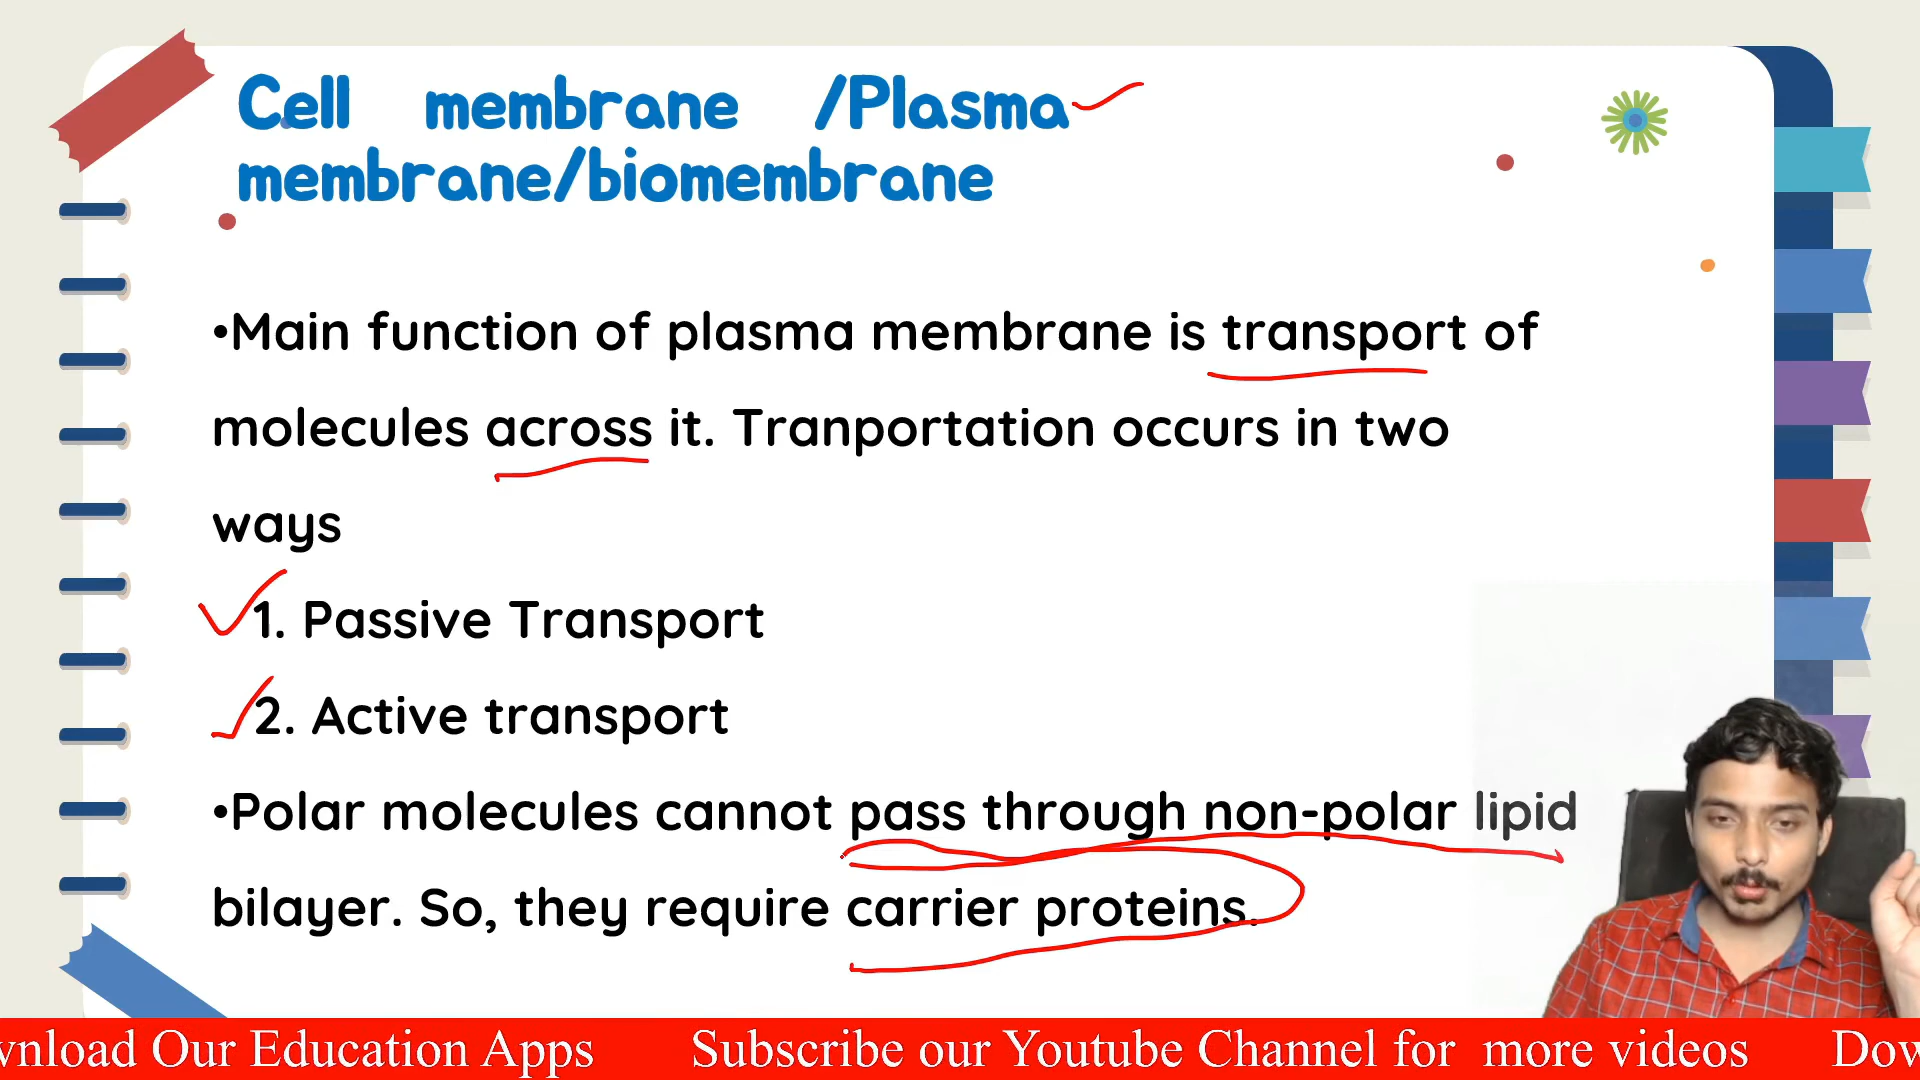 Cell membrane /Plasma
membrane/biomembrane
•Main function of plasma membrane is transport of
molecules across it. Tranportation occurs in two
ways
1. Passive Transport
2. Active transport
•Polar molecules cannot pass through non-polar lipid
bilayer. So, they require carrier proteins.
wnload Our Education Apps Subscribe our Youtube Channel for more videos Dow